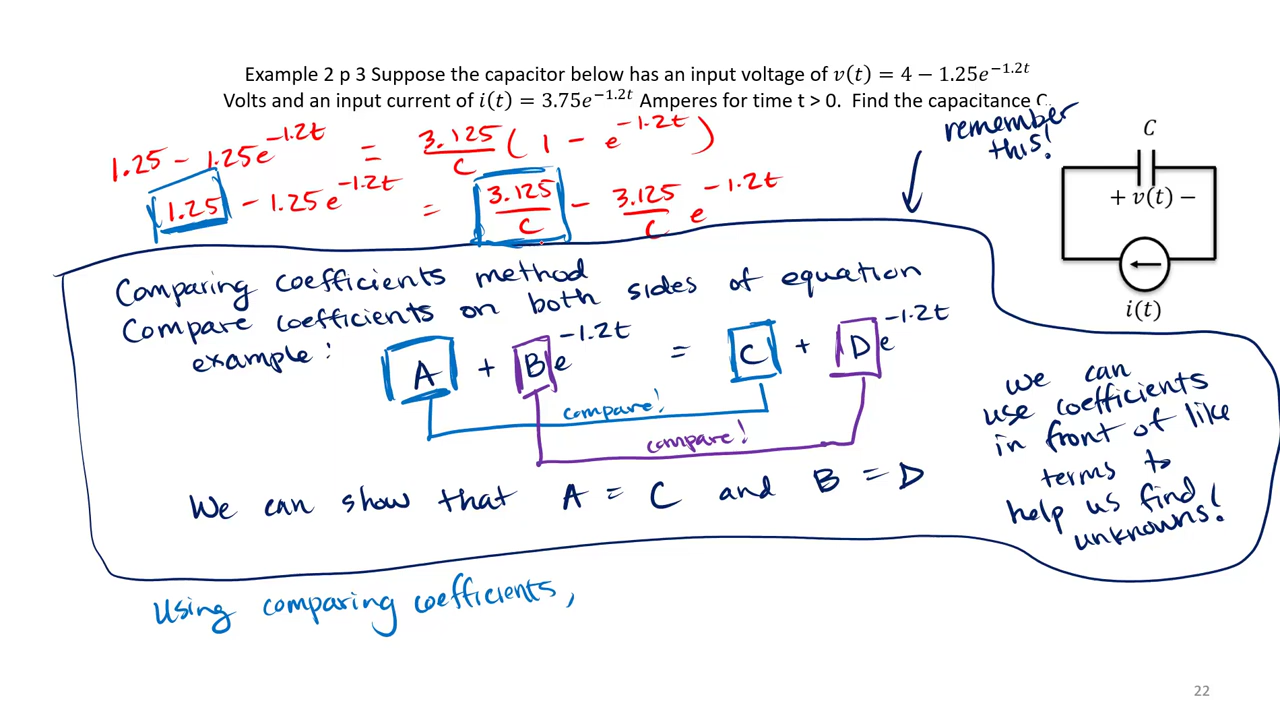 Example 2 p 3 Suppose the capacitor below has an input voltage of v(t) = 4 − 1.25e^{−1.2t}
Volts and an input current of i(t) = 3.75e^{−1.2t} Amperes for time t > 0. Find the capacitance C.
remember
this!
1.25 − 1.25e^{−1.2t} = 3.125/C (1 − e^{−1.2t})
1.25 − 1.25e^{−1.2t} = 3.125/C − 3.125/C e^{−1.2t}
C
+ v(t) −
i(t)
Comparing coefficients method
Compare coefficients on both sides of equation
example:
A + Be^{−1.2t} = C + De^{−1.2t}
compare!
compare!
We can show that A = C and B = D
we can
use coefficients
in front of like
terms to
help us find
unknowns!
Using comparing coefficients,
22